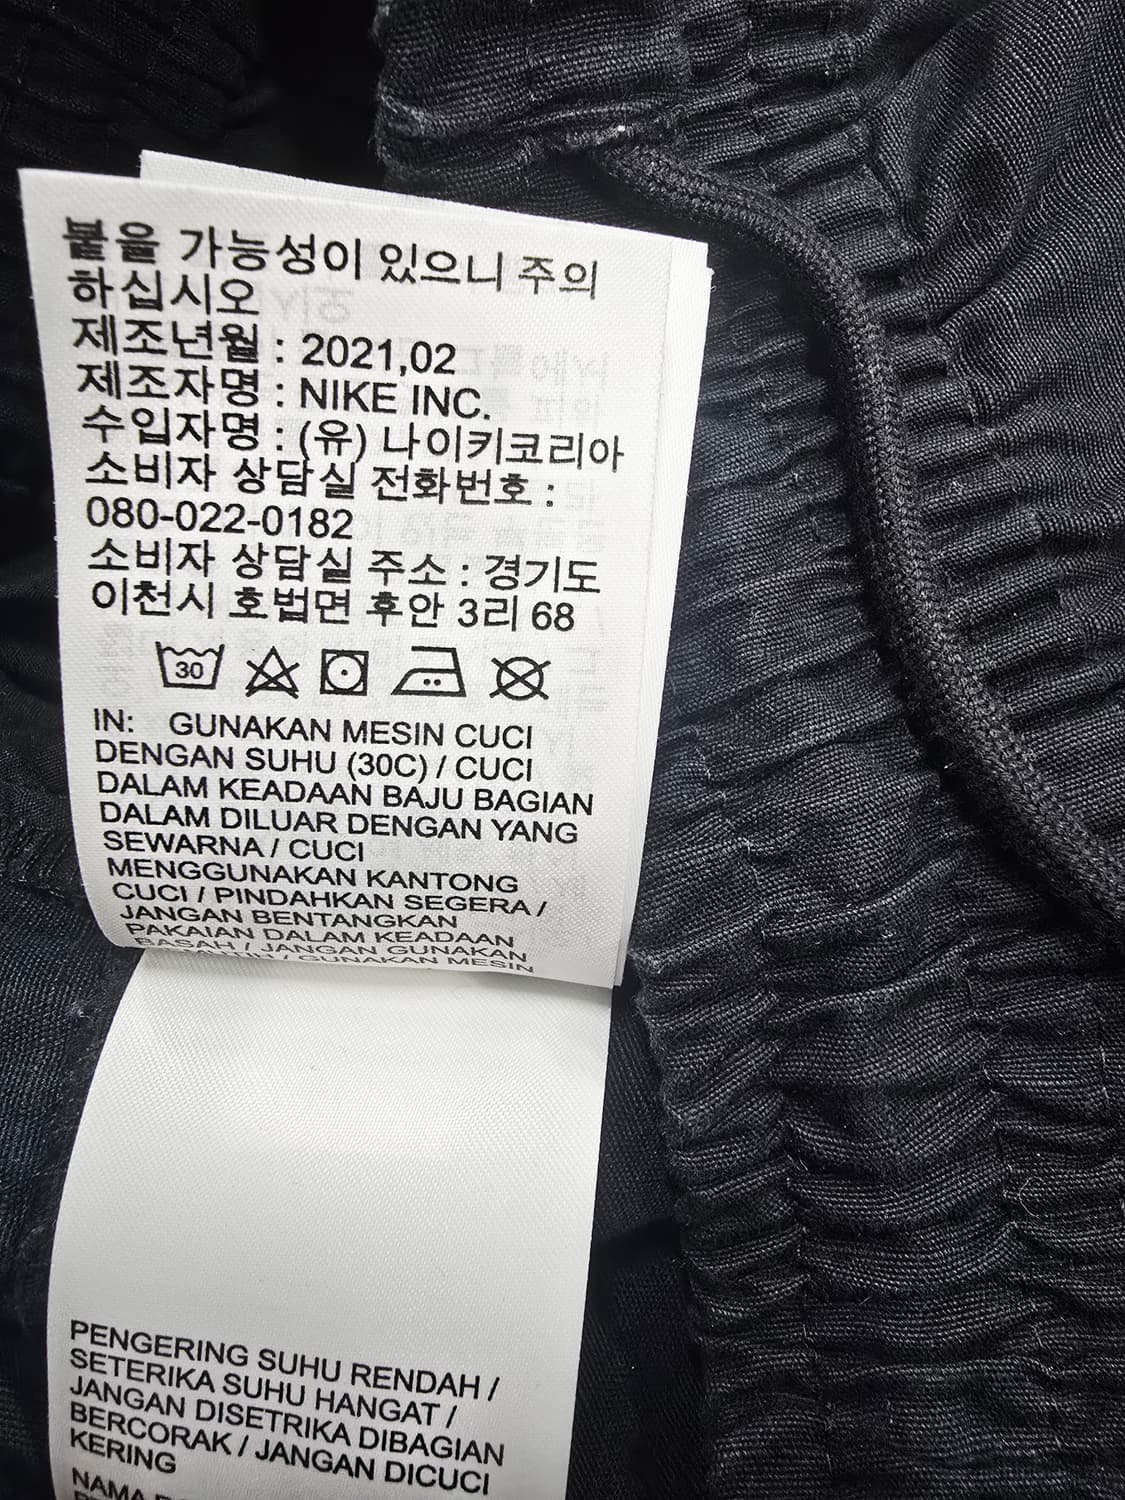 붙을 가능성이 있으니 주의
하십시오
제조년월 : 2021,02
제조자명 : NIKE INC.
수입자명 : (유) 나이키코리아
소비자 상담실 전화번호 :
080-022-0182
소비자 상담실 주소 : 경기도
이천시 호법면 후안 3리 68
30
IN: GUNAKAN MESIN CUCI
DENGAN SUHU (30C) / CUCI
DALAM KEADAAN BAJU BAGIAN
DALAM DILUAR DENGAN YANG
SEWARNA / CUCI
MENGGUNAKAN KANTONG
CUCI / PINDAHKAN SEGERA /
JANGAN BENTANGKAN
PAKAIAN DALAM KEADAAN
BASAH / JANGAN GUNAKAN
/ GUNAKAN MESIN
PENGERING SUHU RENDAH /
SETERIKA SUHU HANGAT /
JANGAN DISETRIKA DIBAGIAN
BERCORAK / JANGAN DICUCI
KERING
NAMA